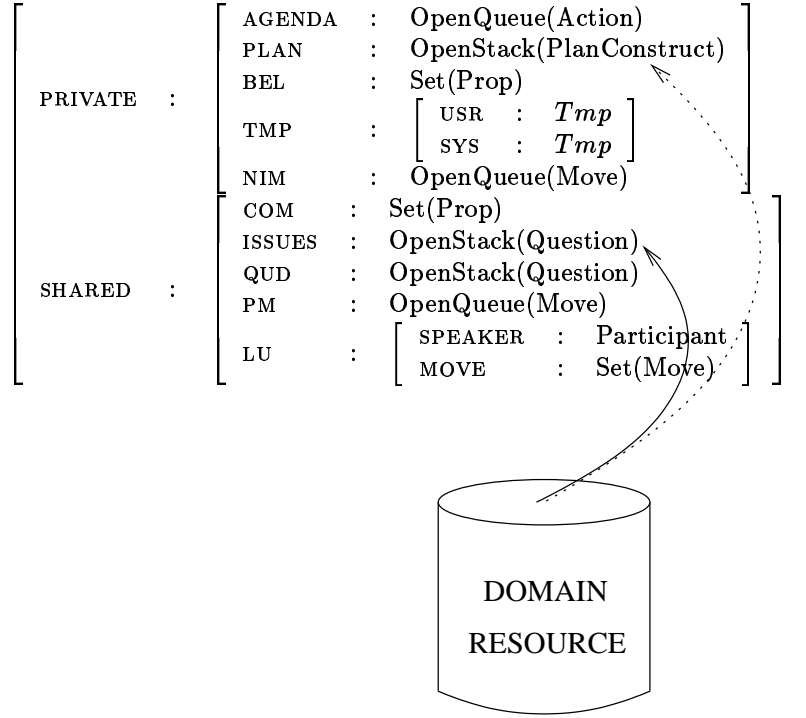 AGENDA : OpenQueue(Action)
PLAN : OpenStack(PlanConstruct)
BEL : Set(Prop)
PRIVATE :
USR : Tmp
TMP :
SYS : Tmp
NIM : OpenQueue(Move)
COM : Set(Prop)
ISSUES : OpenStack(Question)
QUD : OpenStack(Question)
SHARED :
PM : OpenQueue(Move)
SPEAKER : Participant
LU :
MOVE : Set(Move)
DOMAIN
RESOURCE